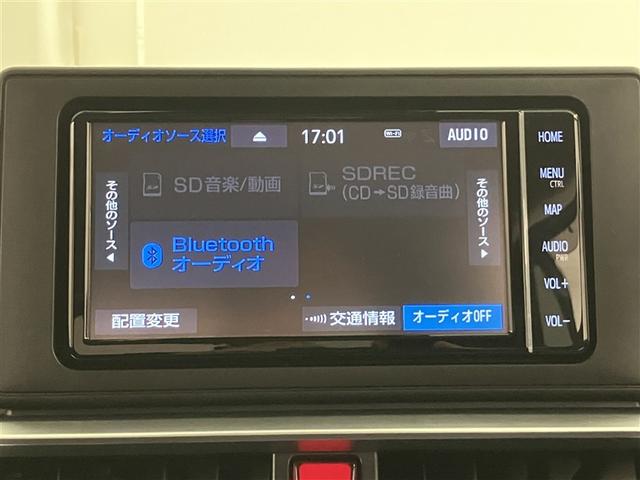 オーディオソース選択
17:01
Wi-Fi
AUDIO
その他のソース
SD音楽/動画
SDREC
(CD→SD録音曲)
その他のソース
Bluetooth
オーディオ
配置変更
交通情報
オーディオOFF
HOME
MENU
CTRL
MAP
AUDIO
PWR
VOL+
VOL-